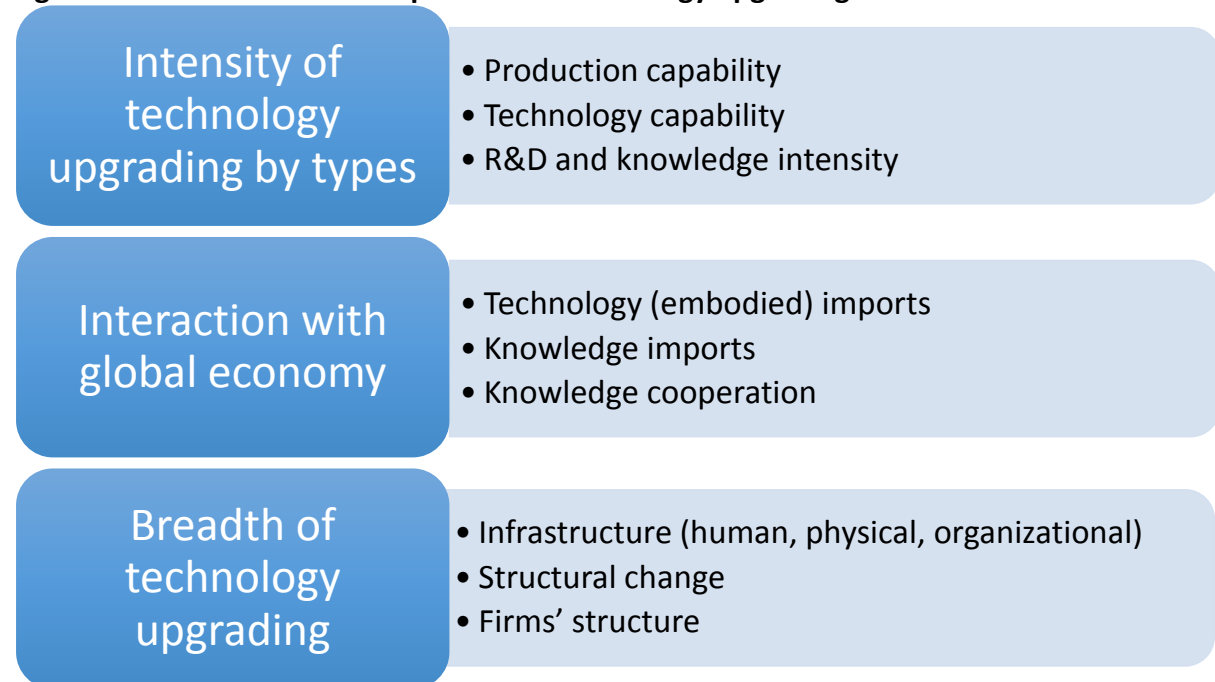 Intensity of
technology
upgrading by types
• Production capability
• Technology capability
• R&D and knowledge intensity
Interaction with
global economy
• Technology (embodied) imports
• Knowledge imports
• Knowledge cooperation
Breadth of
technology
upgrading
• Infrastructure (human, physical, organizational)
• Structural change
• Firms’ structure